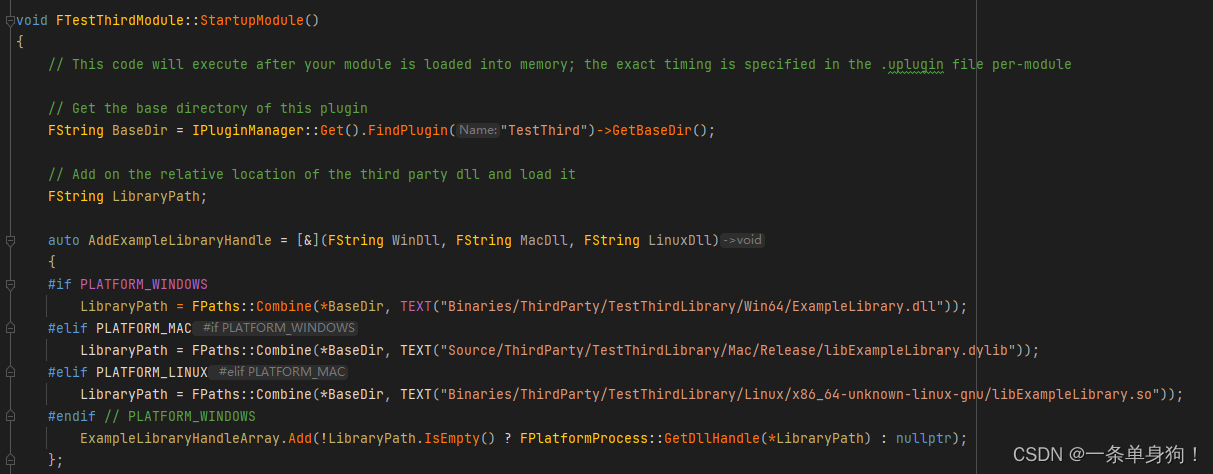 void FTestThirdModule::StartupModule()
{
// This code will execute after your module is loaded into memory; the exact timing is specified in the .uplugin file per-module
// Get the base directory of this plugin
FString BaseDir = IPluginManager::Get().FindPlugin(Name:"TestThird")->GetBaseDir();
// Add on the relative location of the third party dll and load it
FString LibraryPath;
auto AddExampleLibraryHandle = [&](FString WinDll, FString MacDll, FString LinuxDll)->void
{
#if PLATFORM_WINDOWS
LibraryPath = FPaths::Combine(*BaseDir, TEXT("Binaries/ThirdParty/TestThirdLibrary/Win64/ExampleLibrary.dll"));
#elif PLATFORM_MAC #if PLATFORM_WINDOWS
LibraryPath = FPaths::Combine(*BaseDir, TEXT("Source/ThirdParty/TestThirdLibrary/Mac/Release/libExampleLibrary.dylib"));
#elif PLATFORM_LINUX #elif PLATFORM_MAC
LibraryPath = FPaths::Combine(*BaseDir, TEXT("Binaries/ThirdParty/TestThirdLibrary/Linux/x86_64-unknown-linux-gnu/libExampleLibrary.so"));
#endif // PLATFORM_WINDOWS
ExampleLibraryHandleArray.Add(!LibraryPath.IsEmpty() ? FPlatformProcess::GetDllHandle(*LibraryPath) : nullptr);
};
CSDN @一条单身狗！